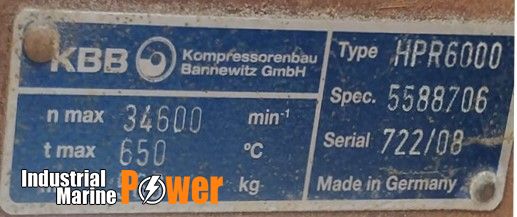 KBB Kompressorenbau
Bannewitz GmbH
Type HPR6000
Spec. 5588706
Serial 722/08
n max 34600 min⁻¹
t max 650 °C
kg
Made in Germany
Industrial
Marine Power